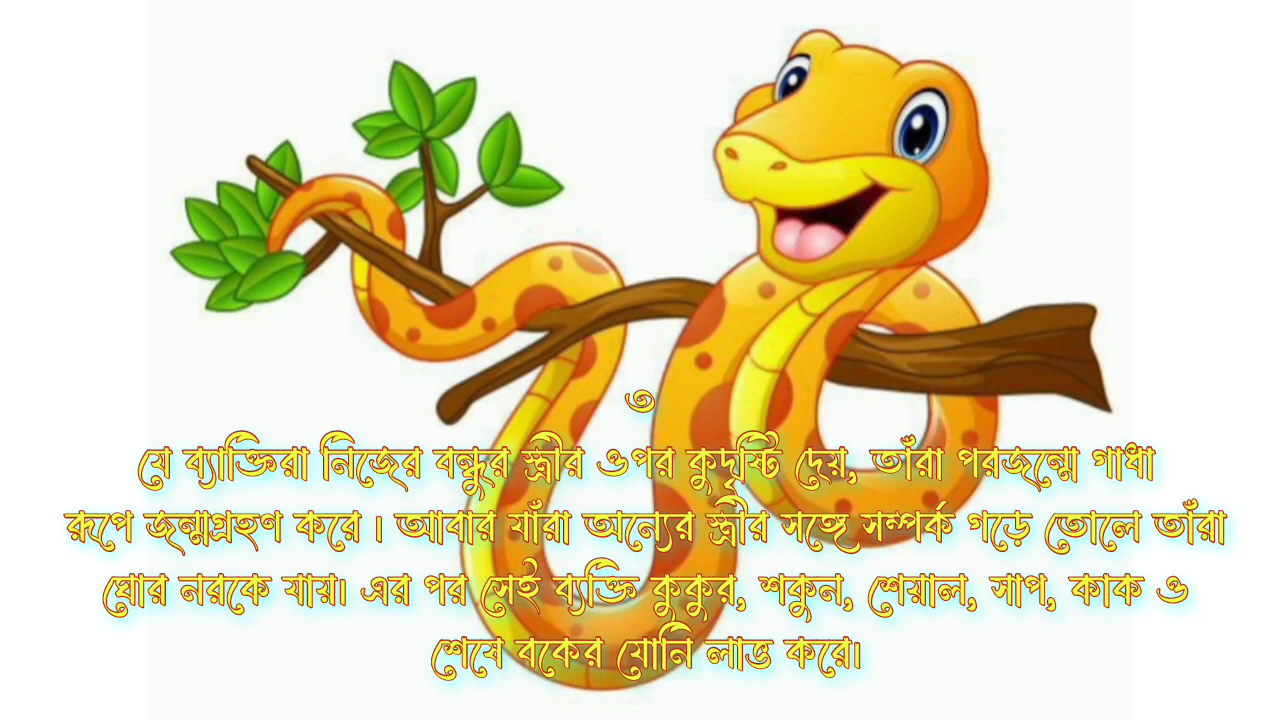 ৩
যে ব্যাক্তিরা নিজের বন্ধুর স্ত্রীর ওপর কুদৃষ্টি দেয়, তাঁরা পরজন্মে গাধা
রূপে জন্মগ্রহণ করে । আবার যাঁরা অন্যের স্ত্রীর সঙ্গে সম্পর্ক গড়ে তোলে তাঁরা
ঘোর নরকে যায়৷ এর পর সেই ব্যক্তি কুকুর, শকুন, শেয়াল, সাপ, কাক ও
শেষে বকের যোনি লাভ করে৷